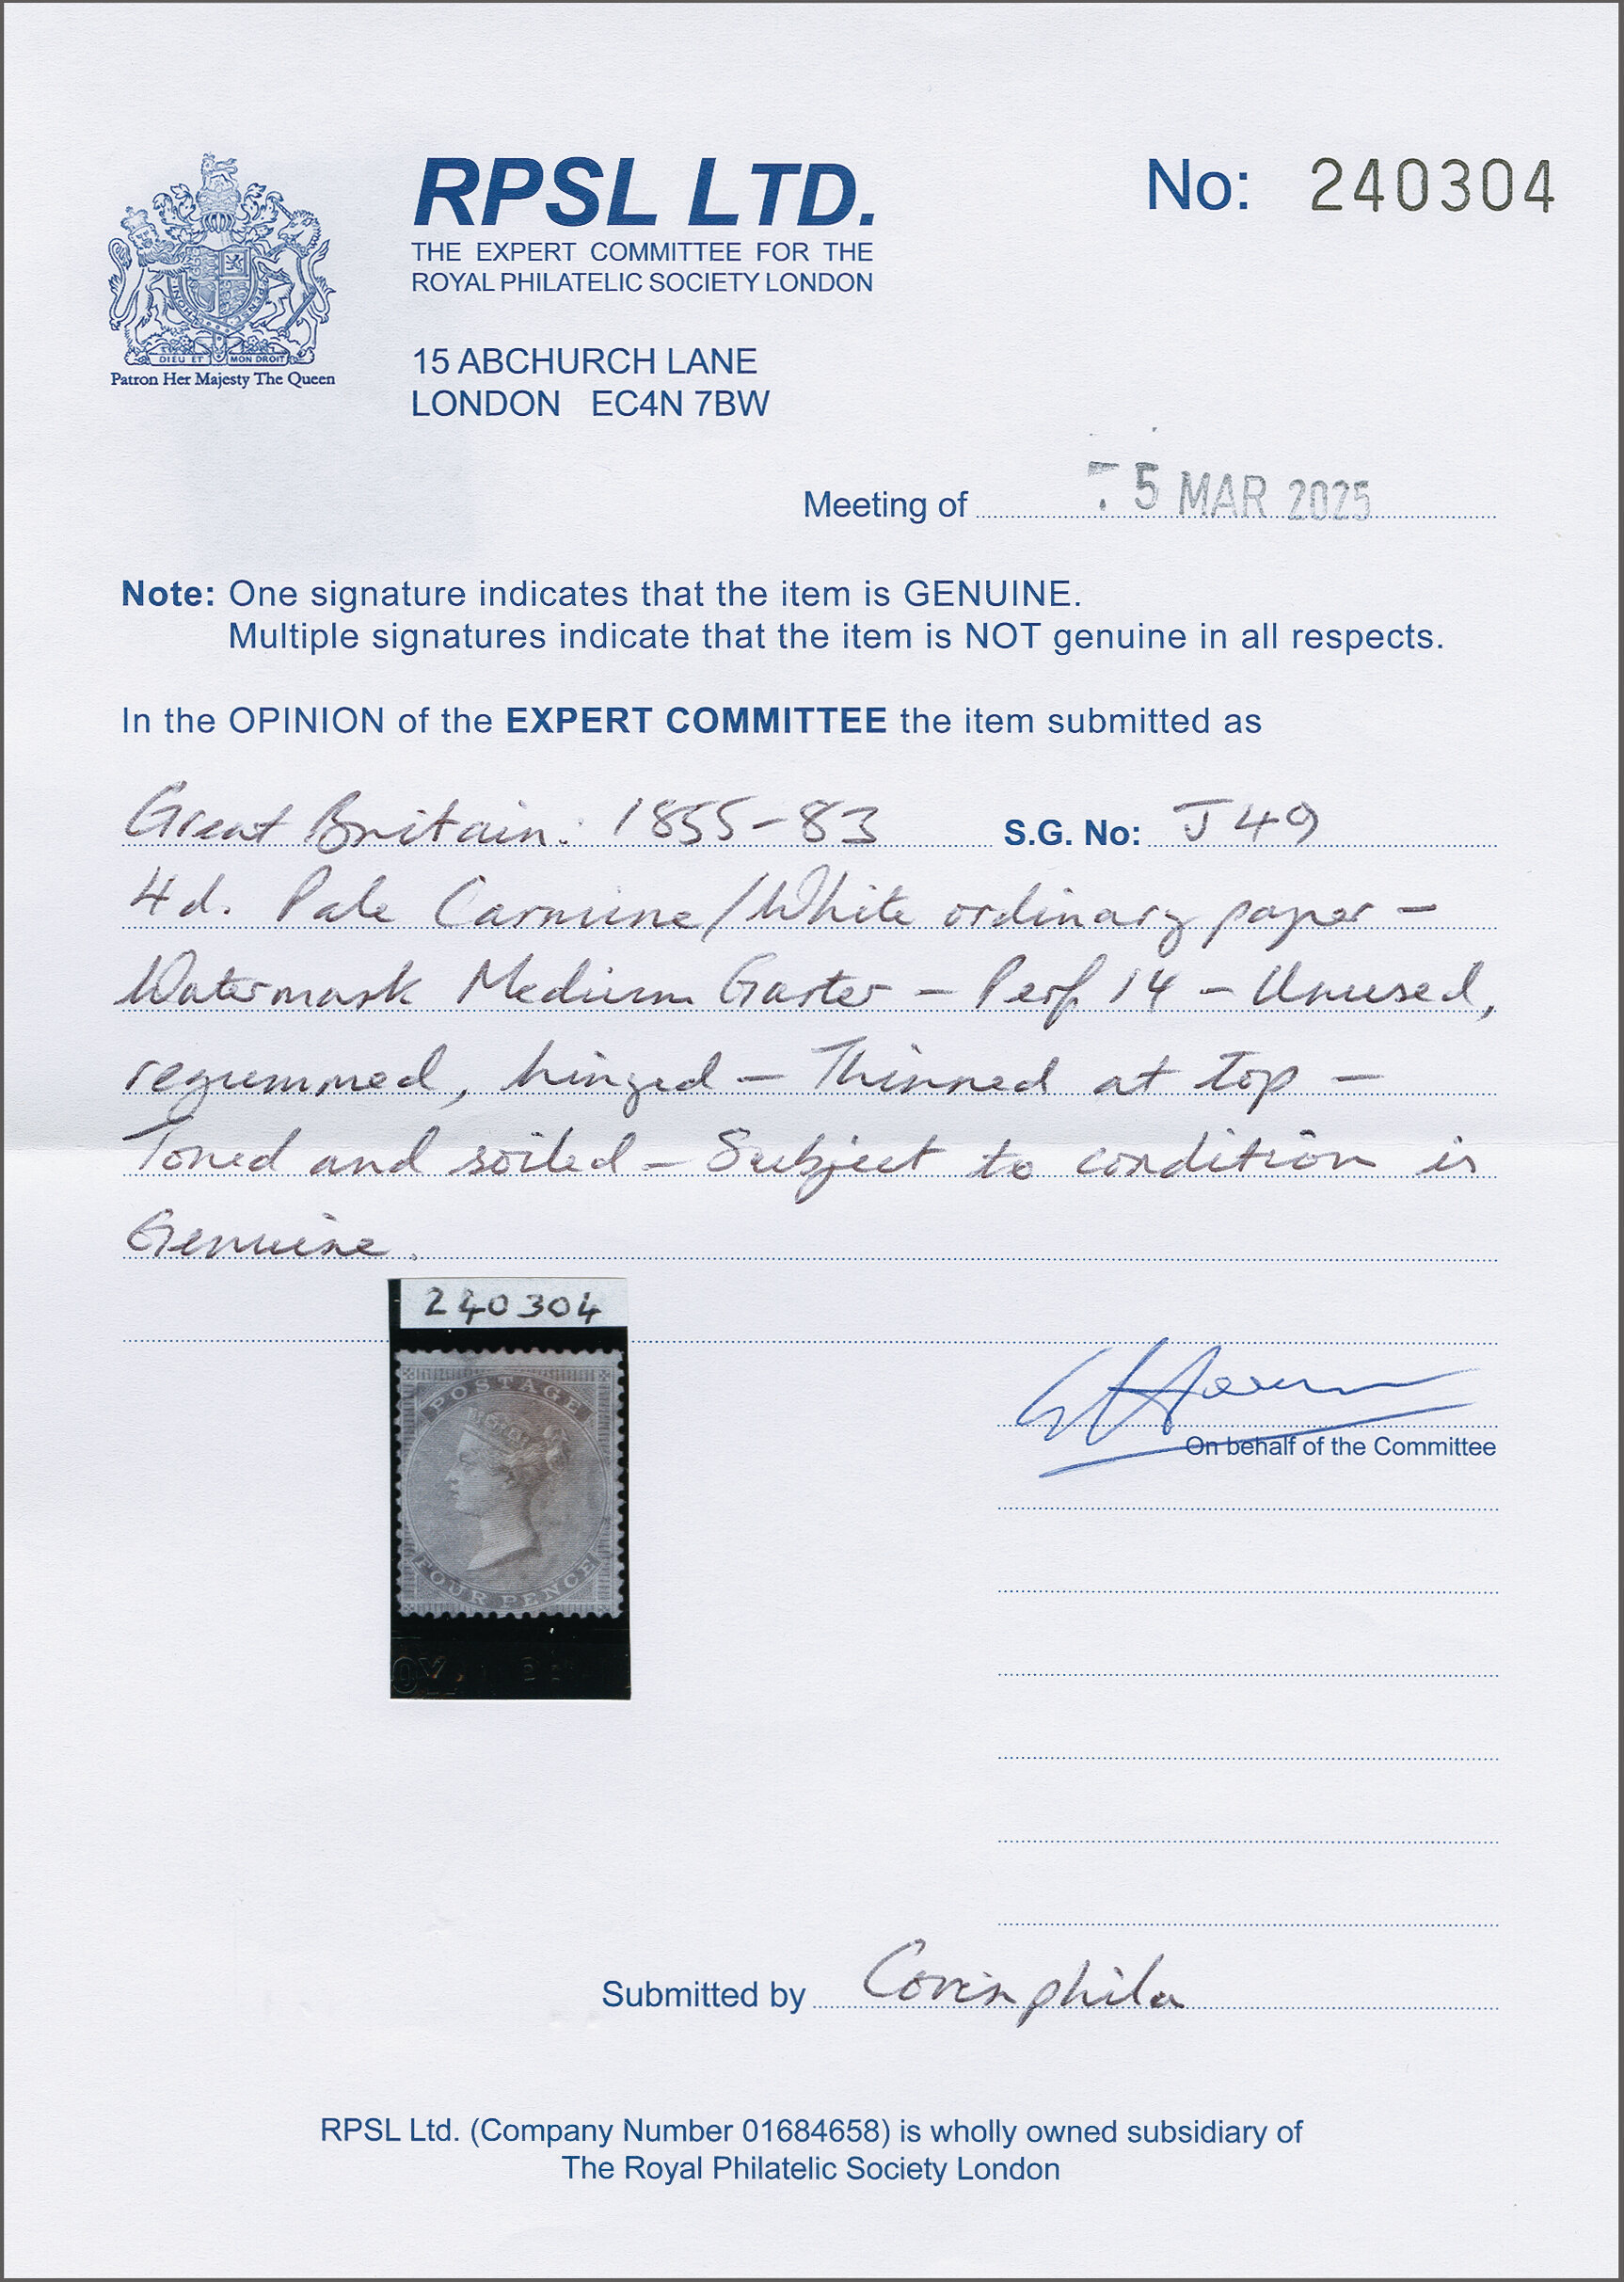 RPSL LTD.
THE EXPERT COMMITTEE FOR THE
ROYAL PHILATELIC SOCIETY LONDON
No: 240304
DIEU ET MON DROIT
Patron Her Majesty The Queen
15 ABCHURCH LANE
LONDON EC4N 7BW
Meeting of 5 MAR 2025
Note: One signature indicates that the item is GENUINE.
Multiple signatures indicate that the item is NOT genuine in all respects.
In the OPINION of the EXPERT COMMITTEE the item submitted as
Great Britain: 1855-83 S.G. No: J49
4d. Pale Carmine/White ordinary paper –
Watermark Medium Garter – Perf 14 – Unused,
regummed, hinged – Thinned at top –
Toned and soiled – Subject to condition is
Genuine.
240304
POSTAGE
FOUR PENCE
On behalf of the Committee
Submitted by Corinphila
RPSL Ltd. (Company Number 01684658) is wholly owned subsidiary of
The Royal Philatelic Society London